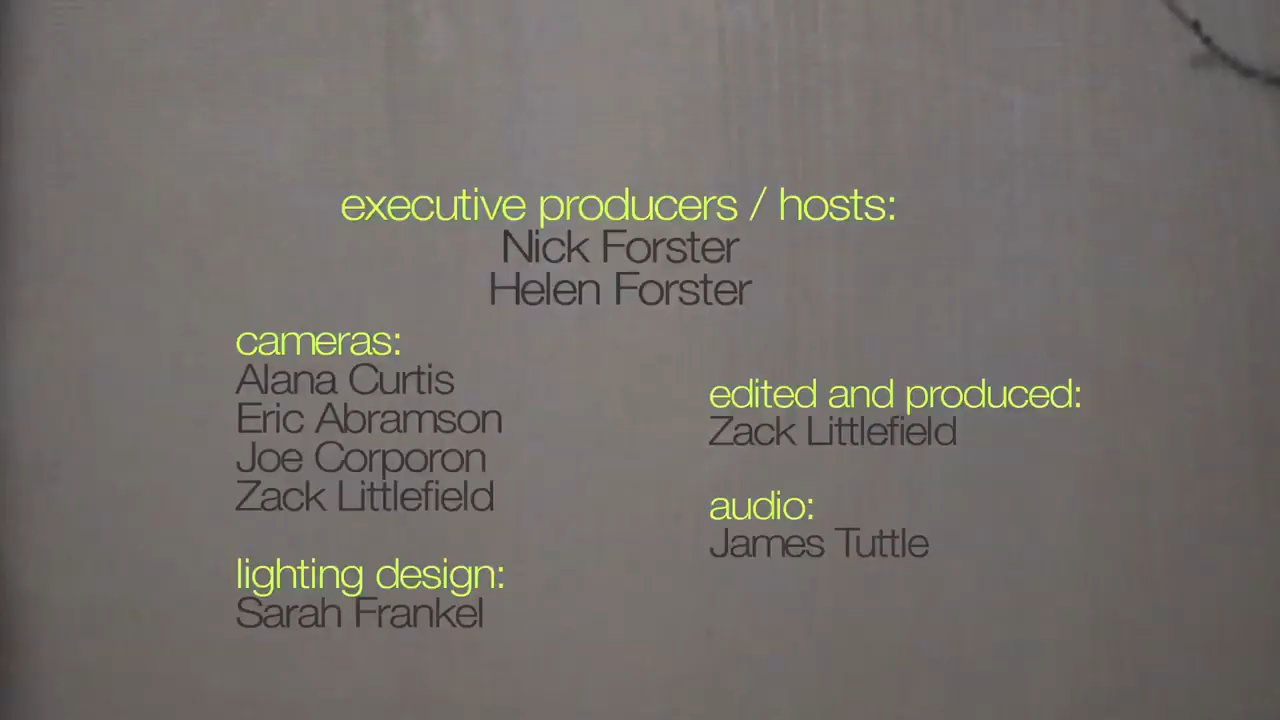 executive producers / hosts:
Nick Forster
Helen Forster
cameras:
Alana Curtis
Eric Abramson
Joe Corporon
Zack Littlefield
lighting design:
Sarah Frankel
edited and produced:
Zack Littlefield
audio:
James Tuttle